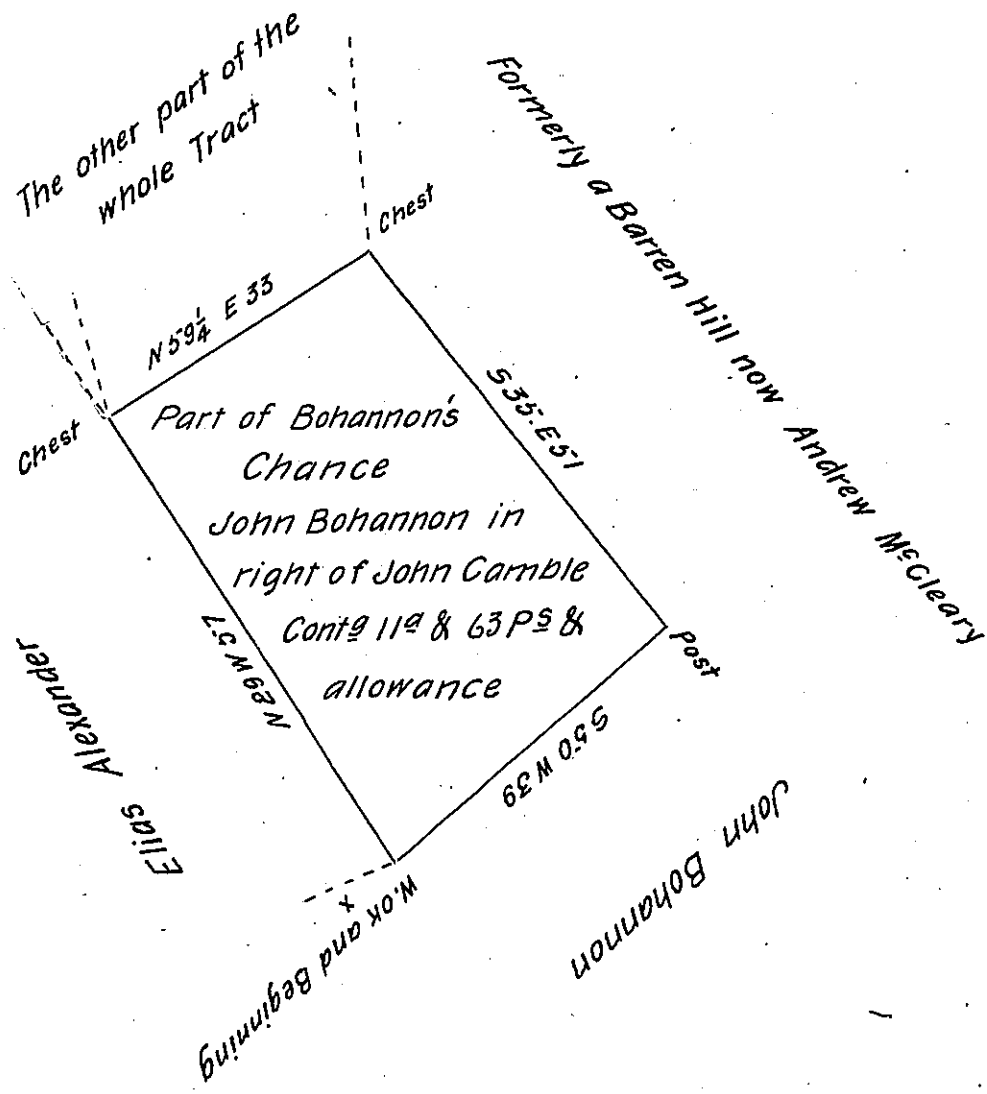 The other part of the
whole Tract
Chest
Formerly a Barren Hill now Andrew McCleary
N 59¼ E 33
S 35. E 51
Chest
Part of Bohannon's
Chance
John Bohannon in
right of John Camble
Contg 11a & 63 Ps &
allowance
N 29 W 57
Post
S 50 W 39
Elias Alexander
John Bohannon
W. OK and Beginning
x